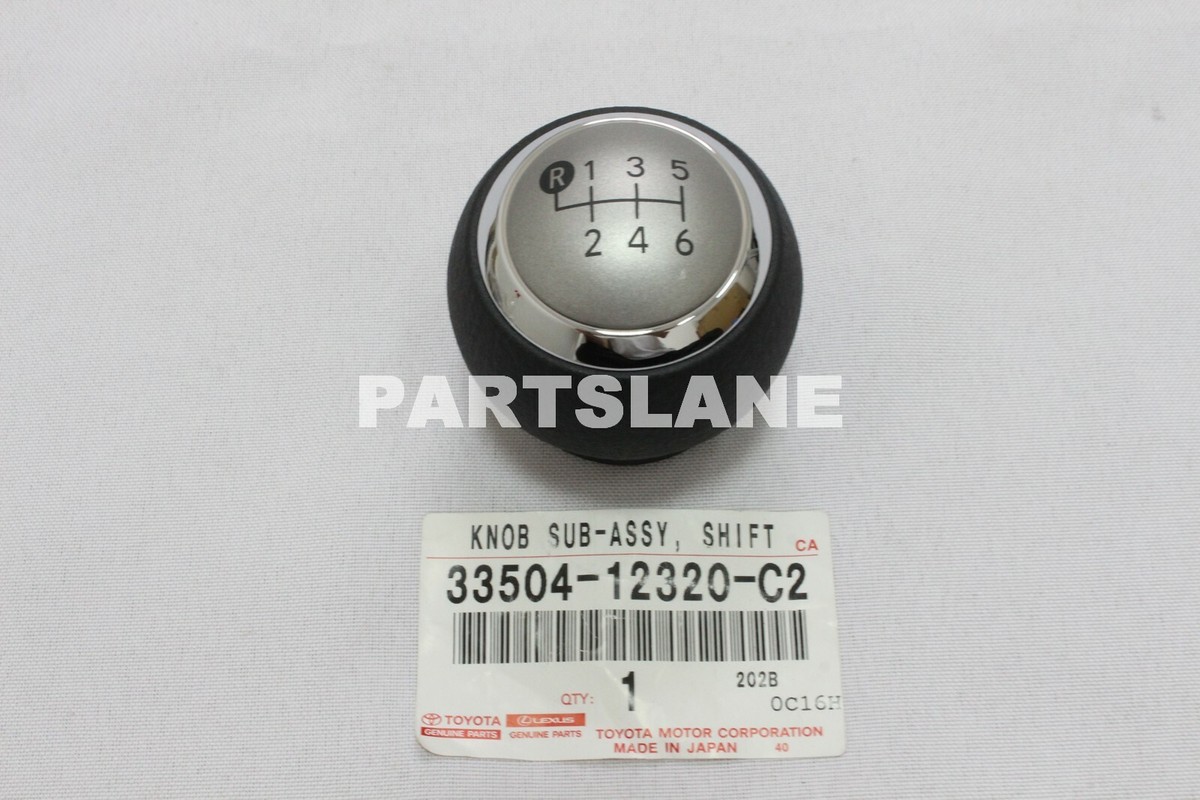 R 1 3 5
2 4 6
PARTSLANE
KNOB SUB-ASSY, SHIFT CA
33504-12320-C2
QTY: 1 202B
OC16H
TOYOTA LEXUS
GENUINE PARTS GENUINE PARTS
TOYOTA MOTOR CORPORATION
MADE IN JAPAN 40